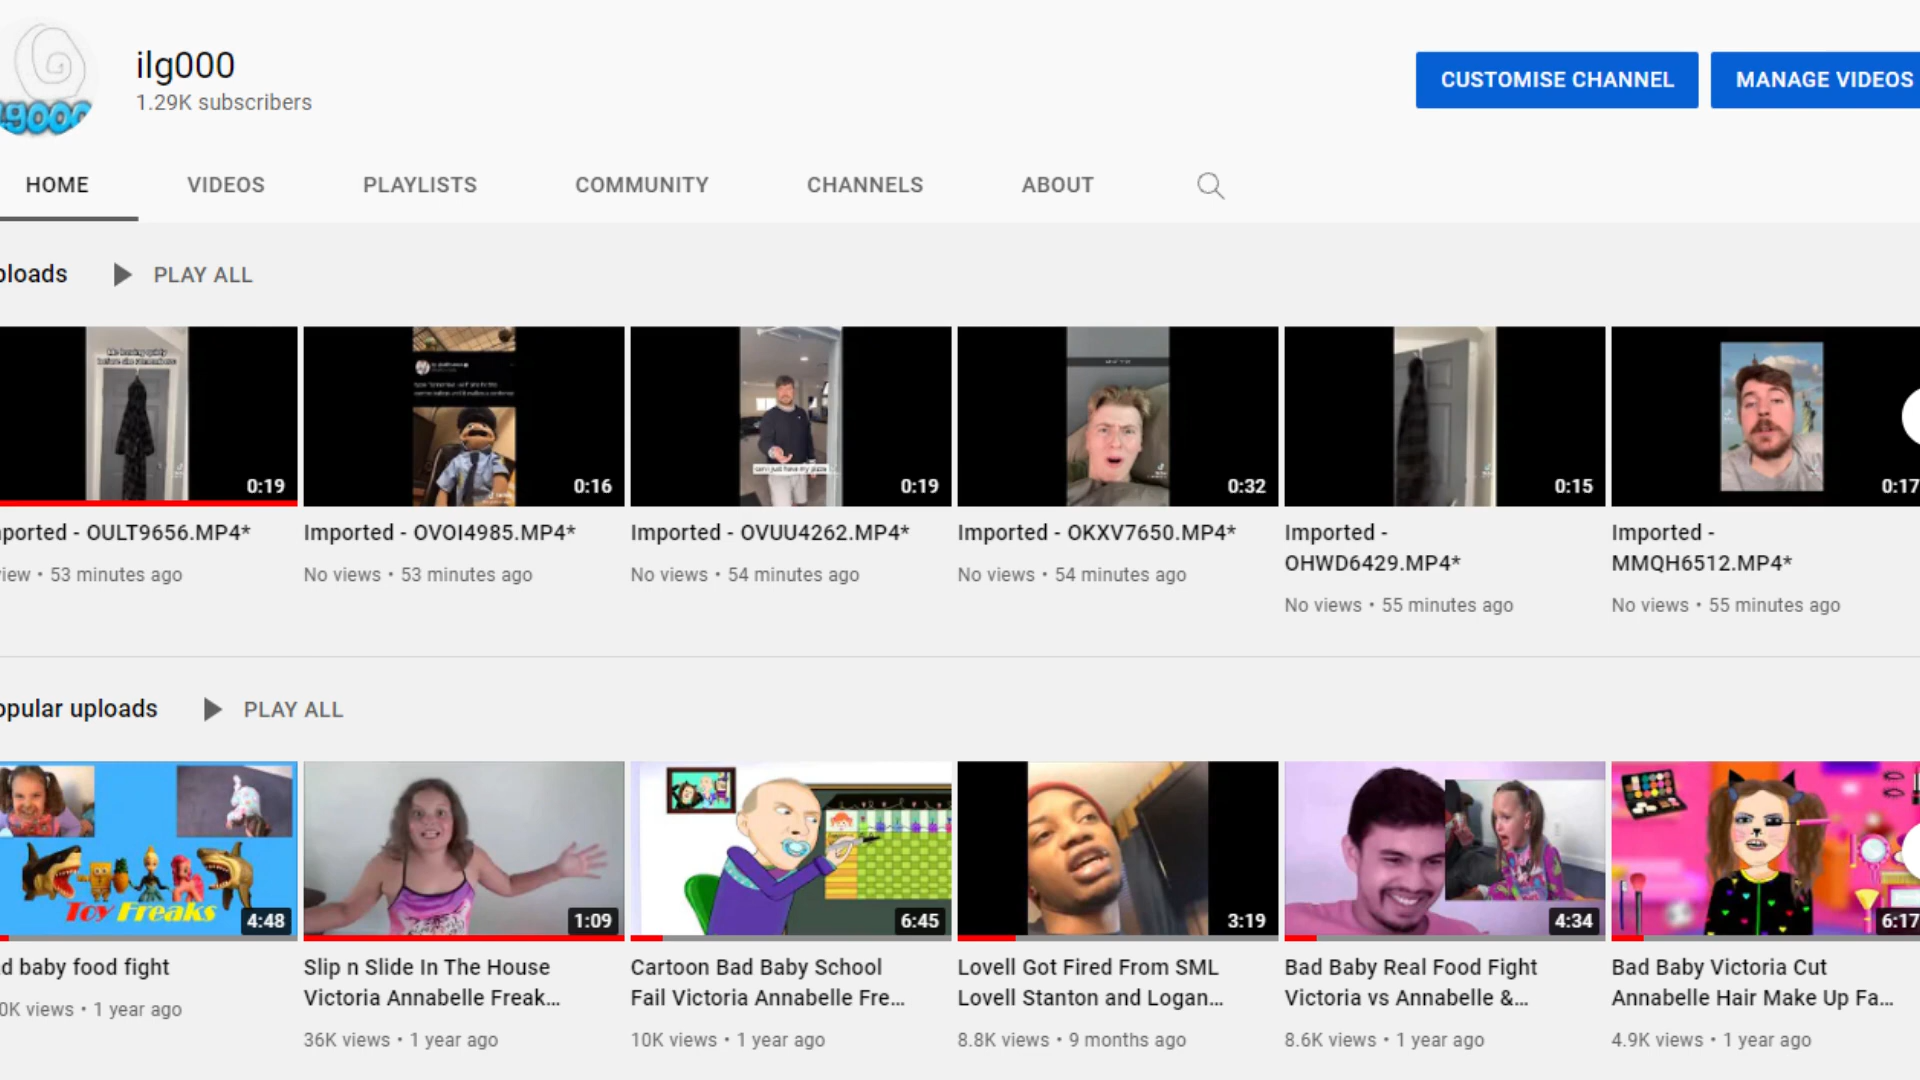 ilg000
1.29K subscribers
CUSTOMISE CHANNEL
MANAGE VIDEOS
HOME
VIDEOS
PLAYLISTS
COMMUNITY
CHANNELS
ABOUT
ploads
PLAY ALL
0:19
0:16
can i just have my pizza
0:19
0:32
0:15
0:17
ported - OULT9656.MP4*
iew • 53 minutes ago
Imported - OVOI4985.MP4*
No views • 53 minutes ago
Imported - OVUU4262.MP4*
No views • 54 minutes ago
Imported - OKXV7650.MP4*
No views • 54 minutes ago
Imported -
OHWD6429.MP4*
No views • 55 minutes ago
Imported -
MMQH6512.MP4*
No views • 55 minutes ago
opular uploads
PLAY ALL
Toy Freaks
4:48
1:09
6:45
3:19
4:34
6:17
d baby food fight
0K views • 1 year ago
Slip n Slide In The House
Victoria Annabelle Freak...
36K views • 1 year ago
Cartoon Bad Baby School
Fail Victoria Annabelle Fre...
10K views • 1 year ago
Lovell Got Fired From SML
Lovell Stanton and Logan...
8.8K views • 9 months ago
Bad Baby Real Food Fight
Victoria vs Annabelle &...
8.6K views • 1 year ago
Bad Baby Victoria Cut
Annabelle Hair Make Up Fa...
4.9K views • 1 year ago